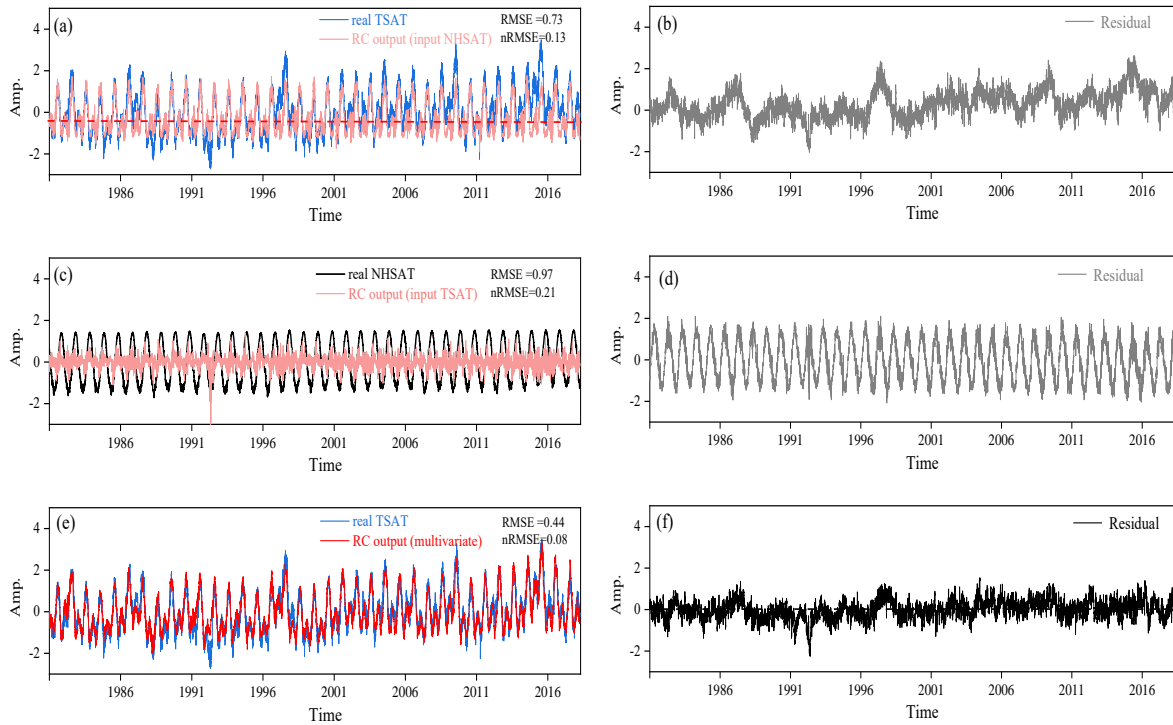 (a)
real TSAT
RC output (input NHSAT)
RMSE = 0.73
nRMSE=0.13
Amp.
4
2
0
-2
1986
1991
1996
2001
2006
2011
2016
Time
(b)
Residual
4
2
0
-2
1986
1991
1996
2001
2006
2011
2016
Time
(c)
real NHSAT
RC output (input TSAT)
RMSE =0.97
nRMSE=0.21
Amp.
4
2
0
-2
1986
1991
1996
2001
2006
2011
2016
Time
(d)
Residual
4
2
0
-2
1986
1991
1996
2001
2006
2011
2016
Time
(e)
real TSAT
RC output (multivariate)
RMSE =0.44
nRMSE=0.08
Amp.
4
2
0
-2
1986
1991
1996
2001
2006
2011
2016
Time
(f)
Residual
4
2
0
-2
1986
1991
1996
2001
2006
2011
2016
Time